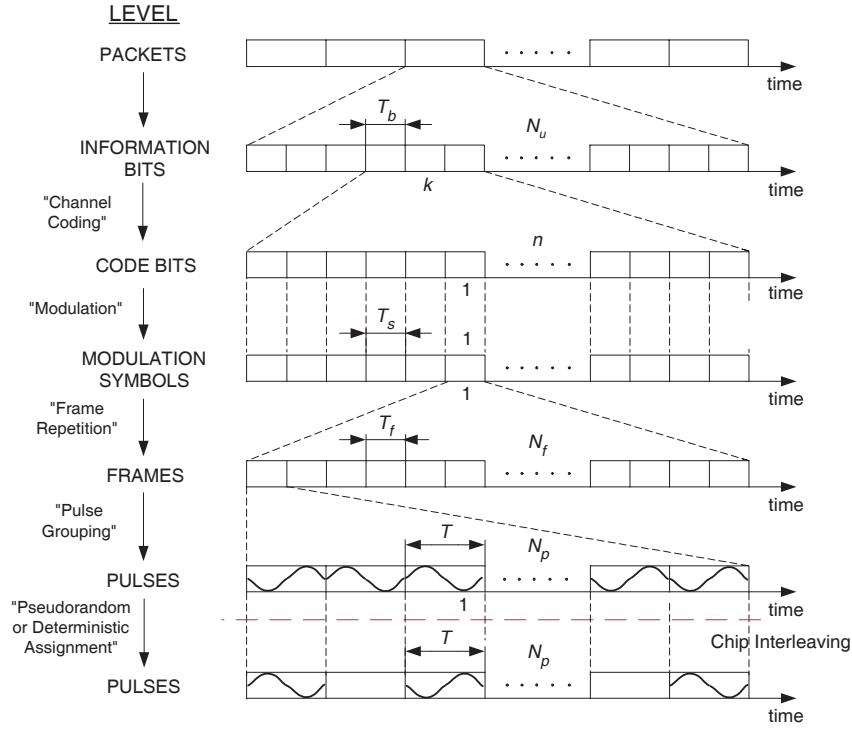 LEVEL
PACKETS
time
T_b
N_u
INFORMATION
BITS
time
k
"Channel
Coding"
n
CODE BITS
time
1
"Modulation"
T_s
1
MODULATION
SYMBOLS
time
1
"Frame
Repetition"
T_f
N_f
FRAMES
time
"Pulse
Grouping"
T
N_p
PULSES
time
1
"Pseudorandom
or Deterministic
Assignment"
Chip Interleaving
T
N_p
PULSES
time